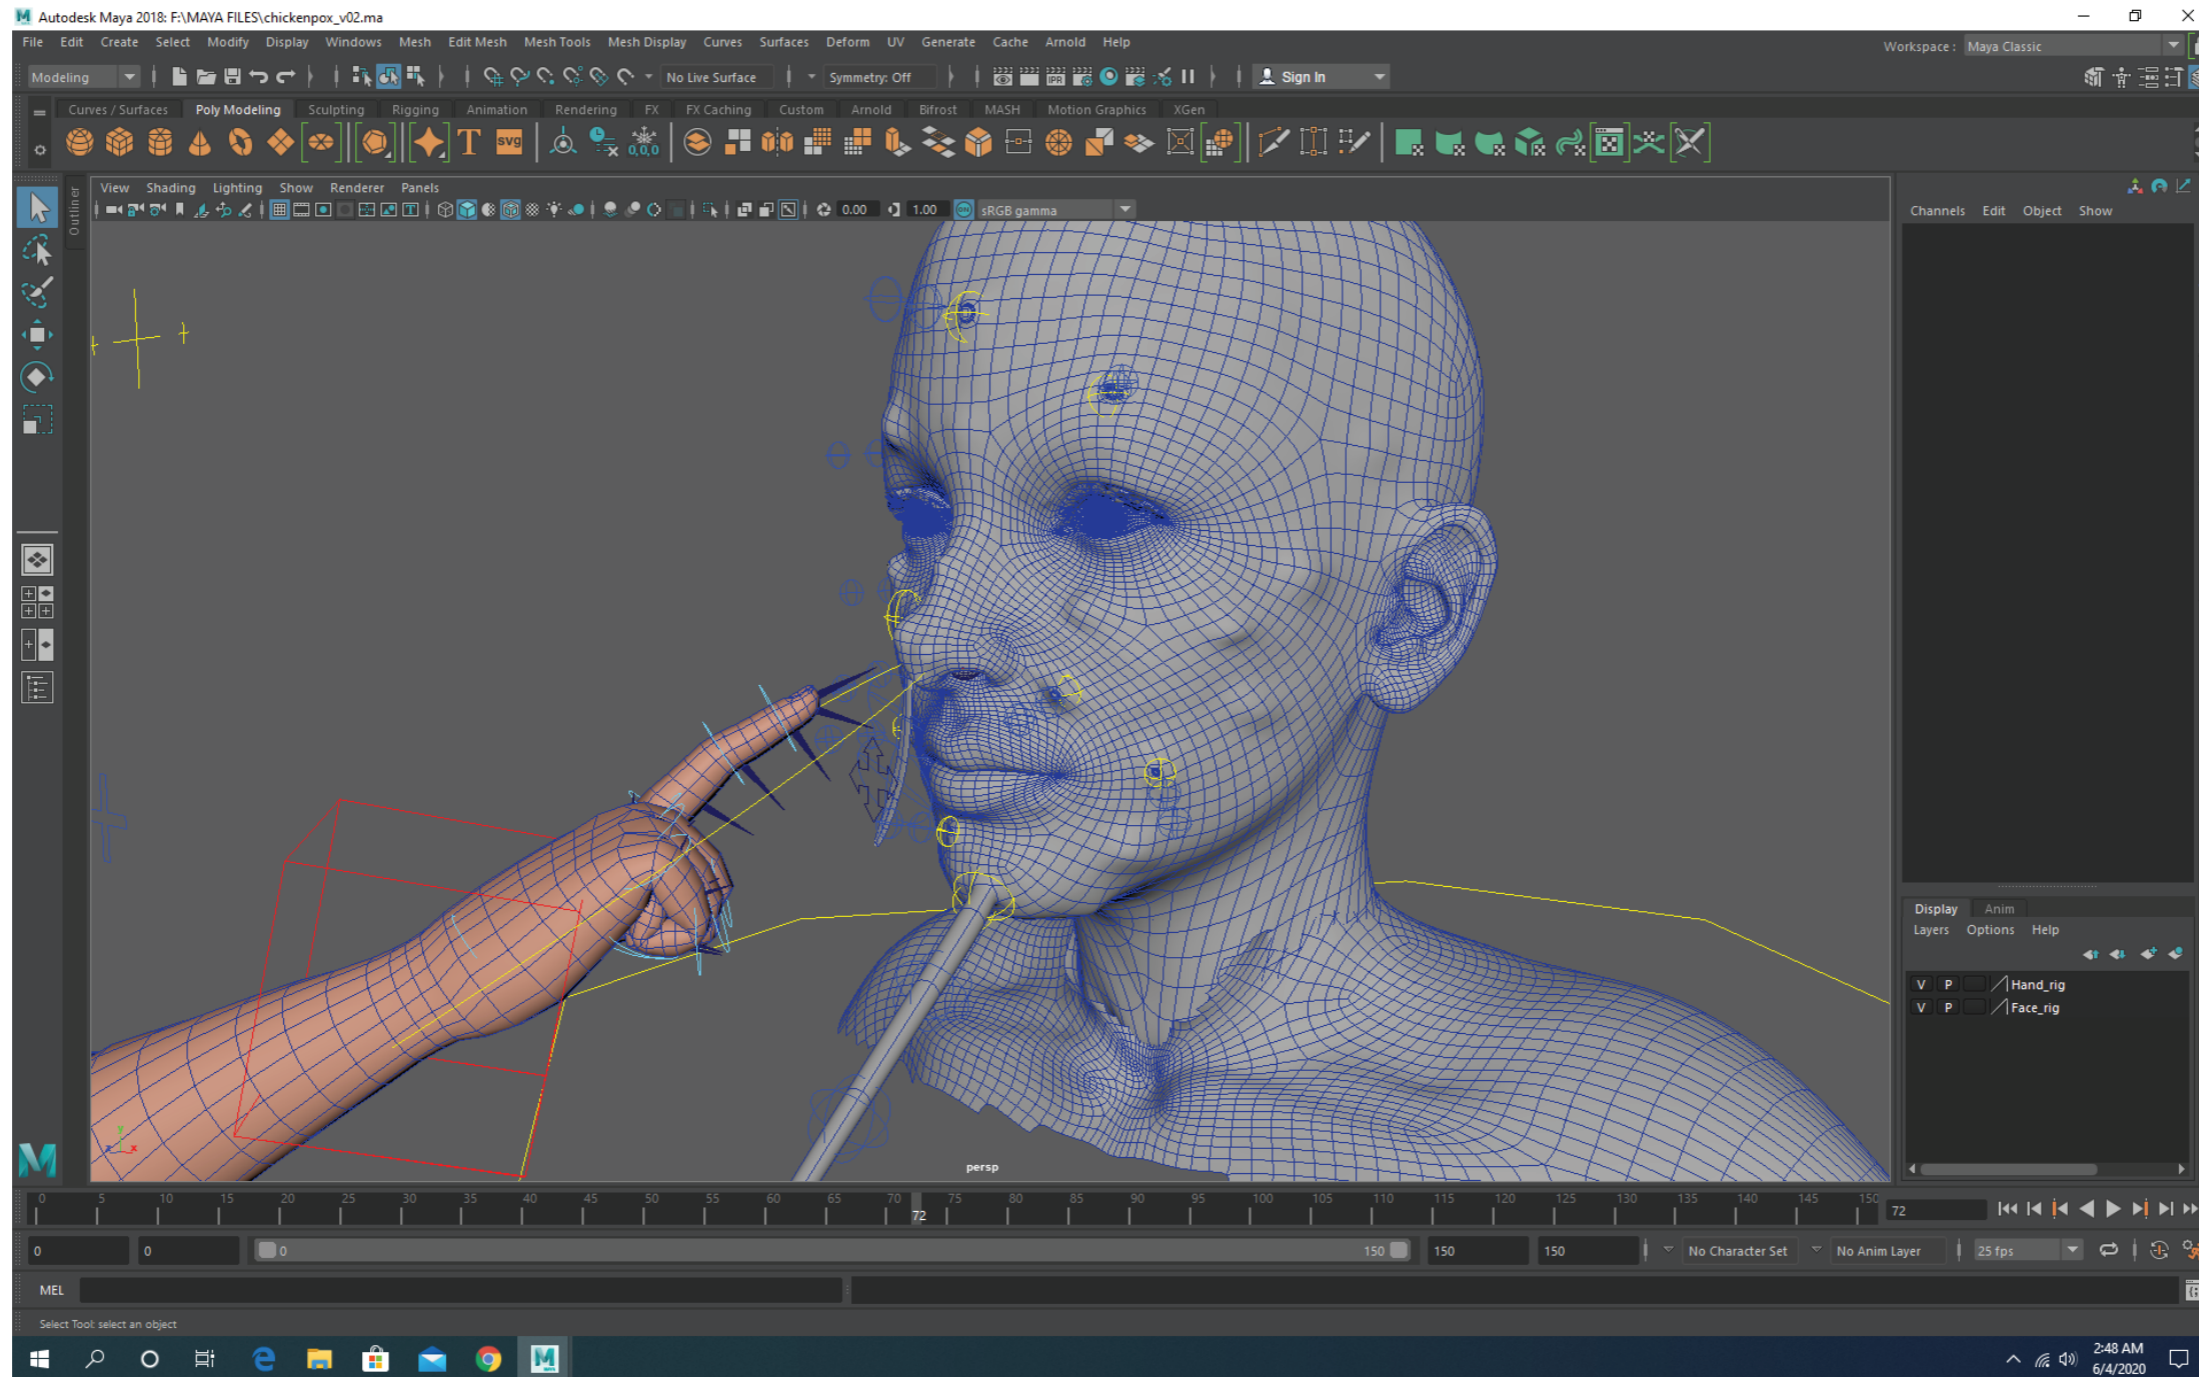 Autodesk Maya 2018: F:\MAYA FILES\chickenpox_v02.ma
File Edit Create Select Modify Display Windows Mesh Edit Mesh Mesh Tools Mesh Display Curves Surfaces Deform UV Generate Cache Arnold Help
Workspace : Maya Classic
Modeling No Live Surface Symmetry: Off IPR Sign In
Curves / Surfaces Poly Modeling Sculpting Rigging Animation Rendering FX FX Caching Custom Arnold Bifrost MASH Motion Graphics XGen
T svg 0,0,0
Outliner
View Shading Lighting Show Renderer Panels
0.00 1.00 sRGB gamma
Channels Edit Object Show
Display Anim
Layers Options Help
V P Hand_rig
V P Face_rig
y
z x
persp
0 5 10 15 20 25 30 35 40 45 50 55 60 65 70 75 80 85 90 95 100 105 110 115 120 125 130 135 140 145 150
72
72
0 0 0 150 150 150 No Character Set No Anim Layer 25 fps
MEL
Select Tool: select an object
2:48 AM
6/4/2020